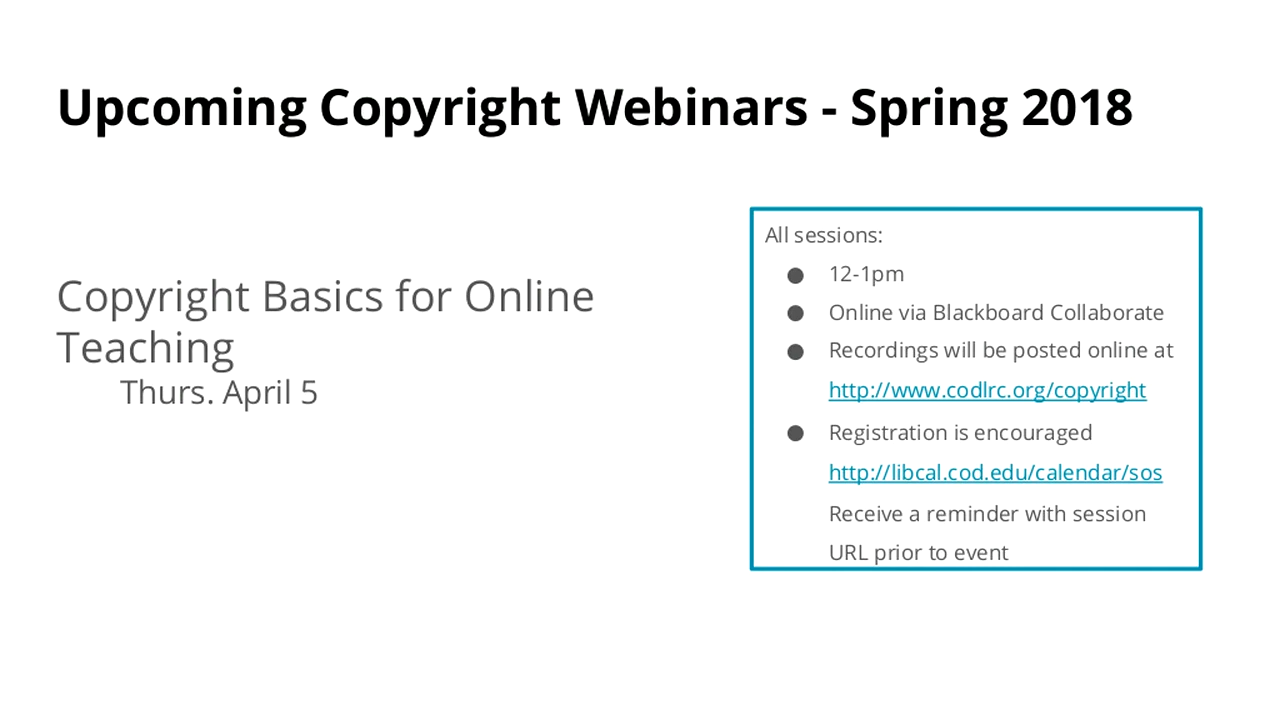 Upcoming Copyright Webinars - Spring 2018
Copyright Basics for Online
Teaching
Thurs. April 5
All sessions:
● 12-1pm
● Online via Blackboard Collaborate
● Recordings will be posted online at
http://www.codlrc.org/copyright
● Registration is encouraged
http://libcal.cod.edu/calendar/sos
Receive a reminder with session
URL prior to event